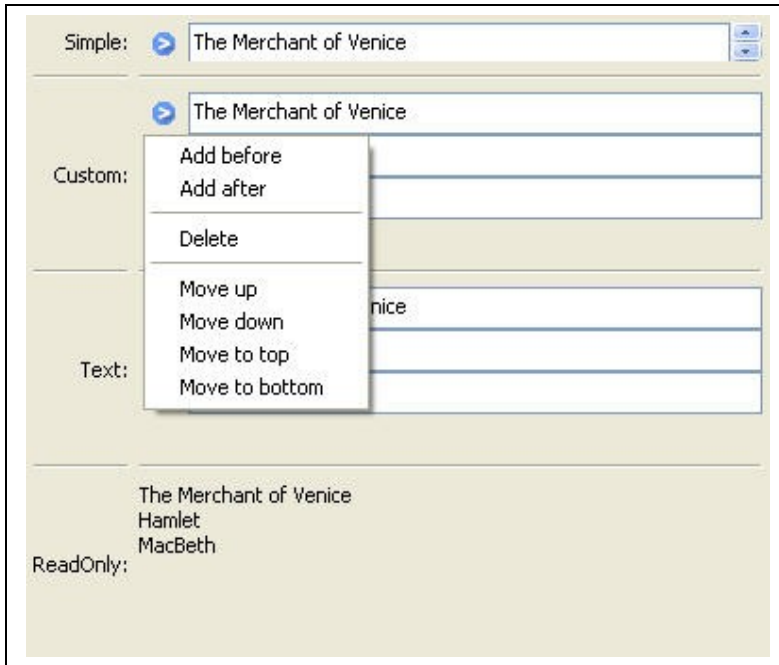 Simple: The Merchant of Venice
The Merchant of Venice
Custom:
Add before
Add after
Delete
Move up
Move down
Move to top
Move to bottom
nice
Text:
The Merchant of Venice
Hamlet
MacBeth
ReadOnly: